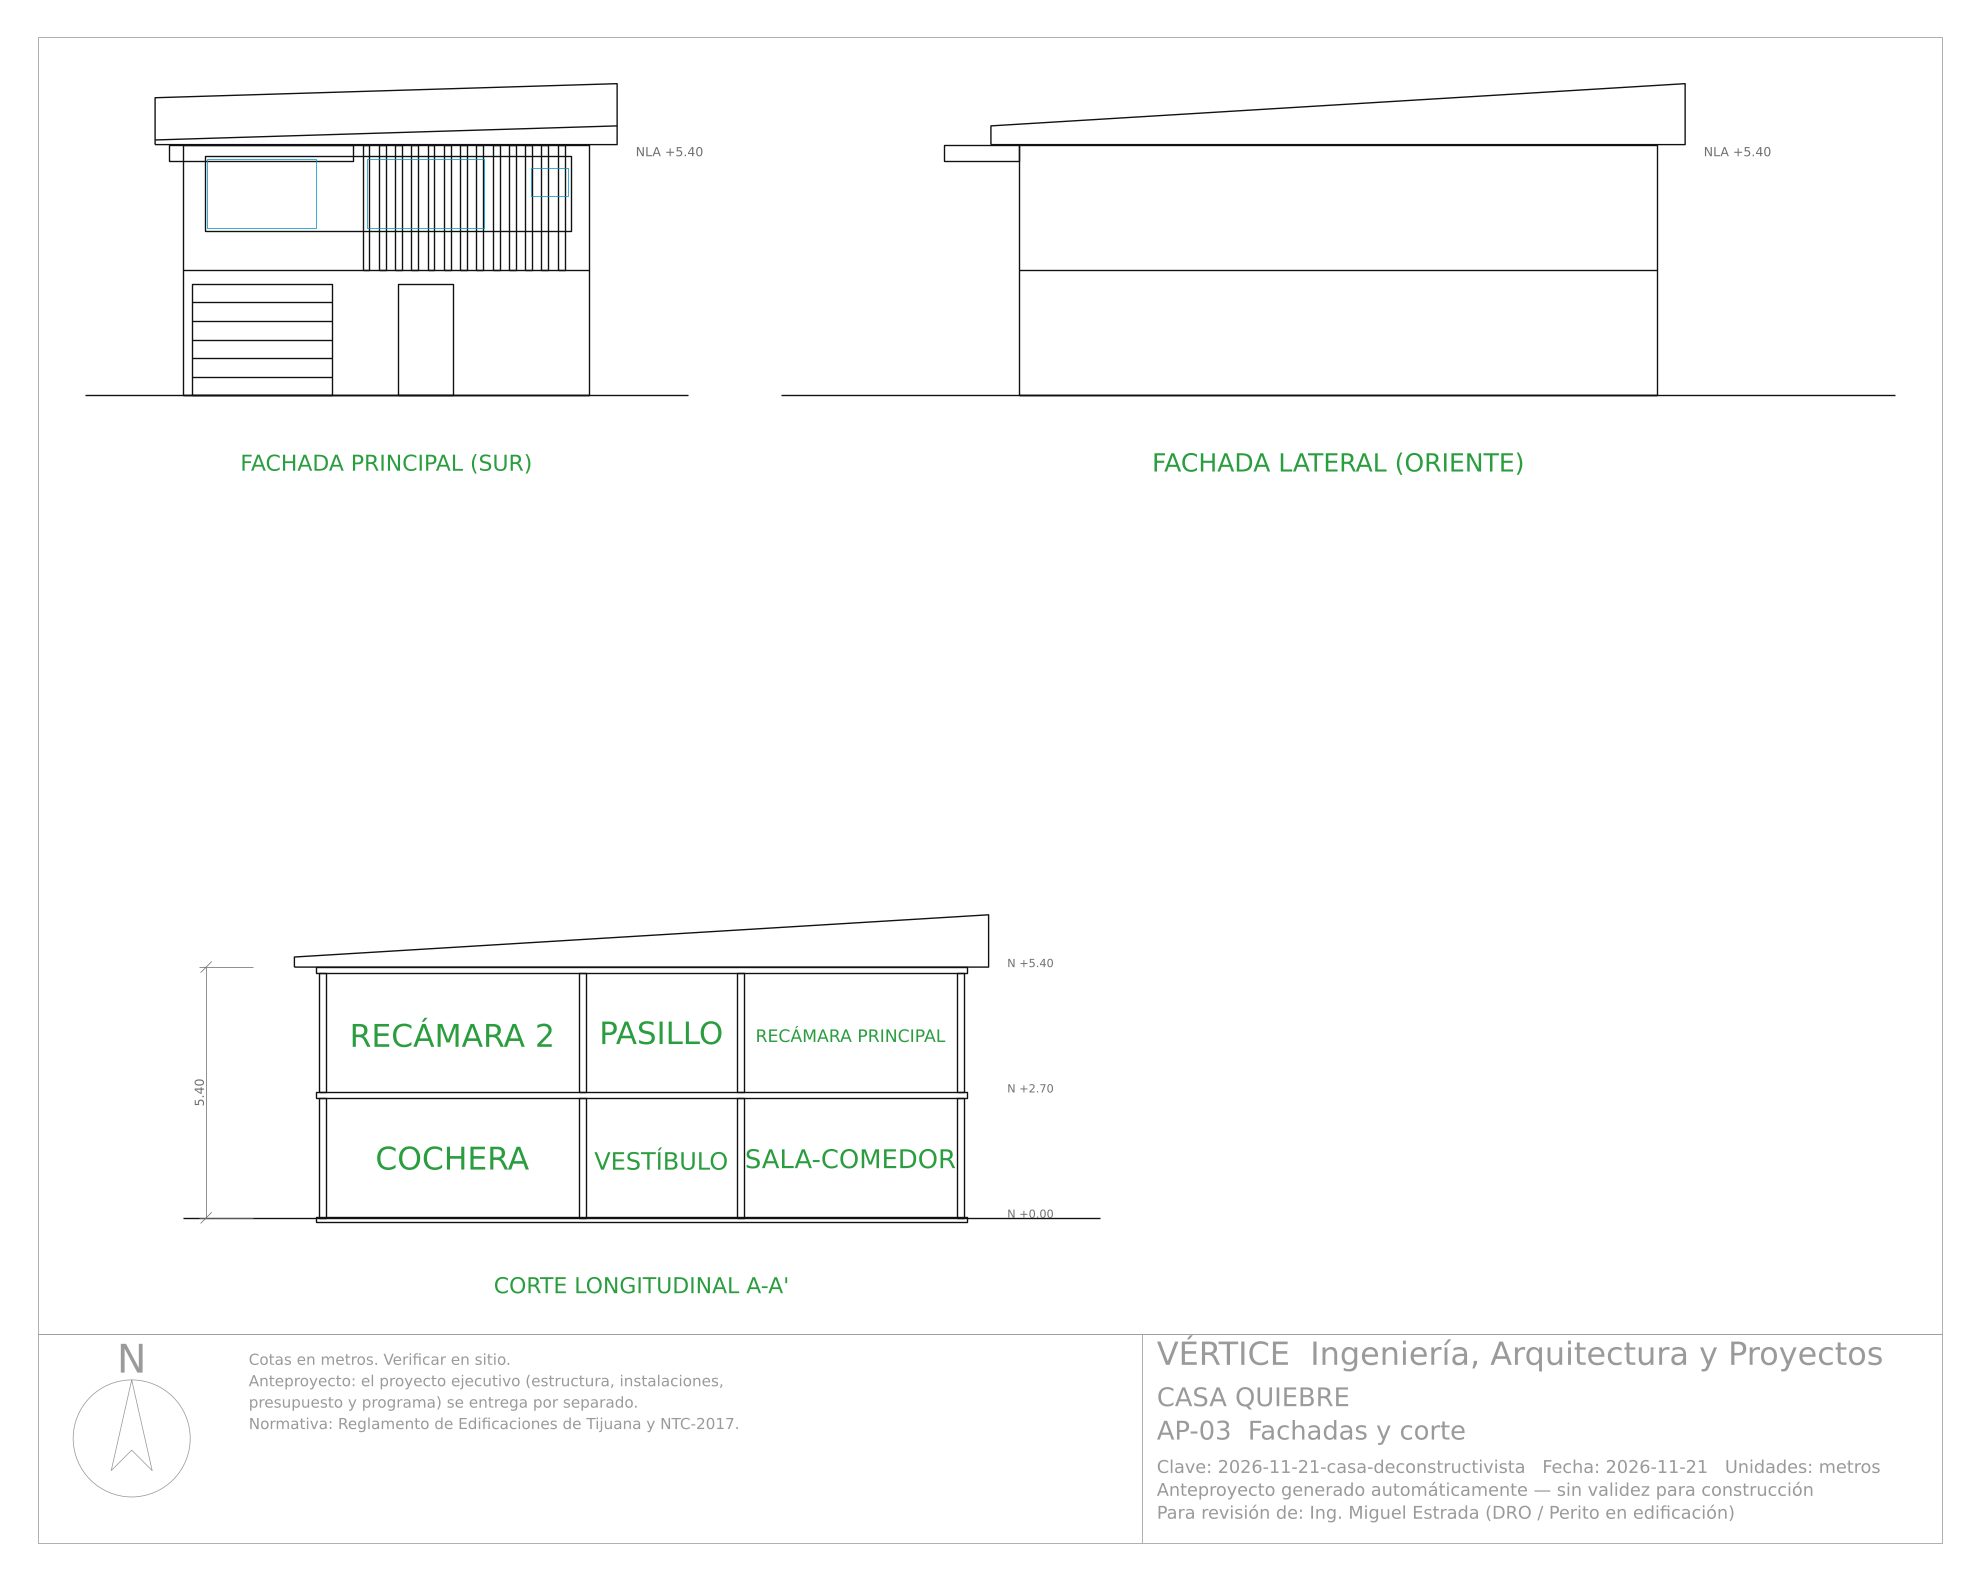 NLA +5.40
NLA +5.40
FACHADA PRINCIPAL (SUR)
FACHADA LATERAL (ORIENTE)
N +5.40
RECÁMARA 2
PASILLO
RECÁMARA PRINCIPAL
5.40
N +2.70
COCHERA
VESTÍBULO
SALA-COMEDOR
N +0.00
CORTE LONGITUDINAL A-A'
N
Cotas en metros. Verificar en sitio.
Anteproyecto: el proyecto ejecutivo (estructura, instalaciones,
presupuesto y programa) se entrega por separado.
Normativa: Reglamento de Edificaciones de Tijuana y NTC-2017.
VÉRTICE  Ingeniería, Arquitectura y Proyectos
CASA QUIEBRE
AP-03  Fachadas y corte
Clave: 2026-11-21-casa-deconstructivista   Fecha: 2026-11-21   Unidades: metros
Anteproyecto generado automáticamente — sin validez para construcción
Para revisión de: Ing. Miguel Estrada (DRO / Perito en edificación)